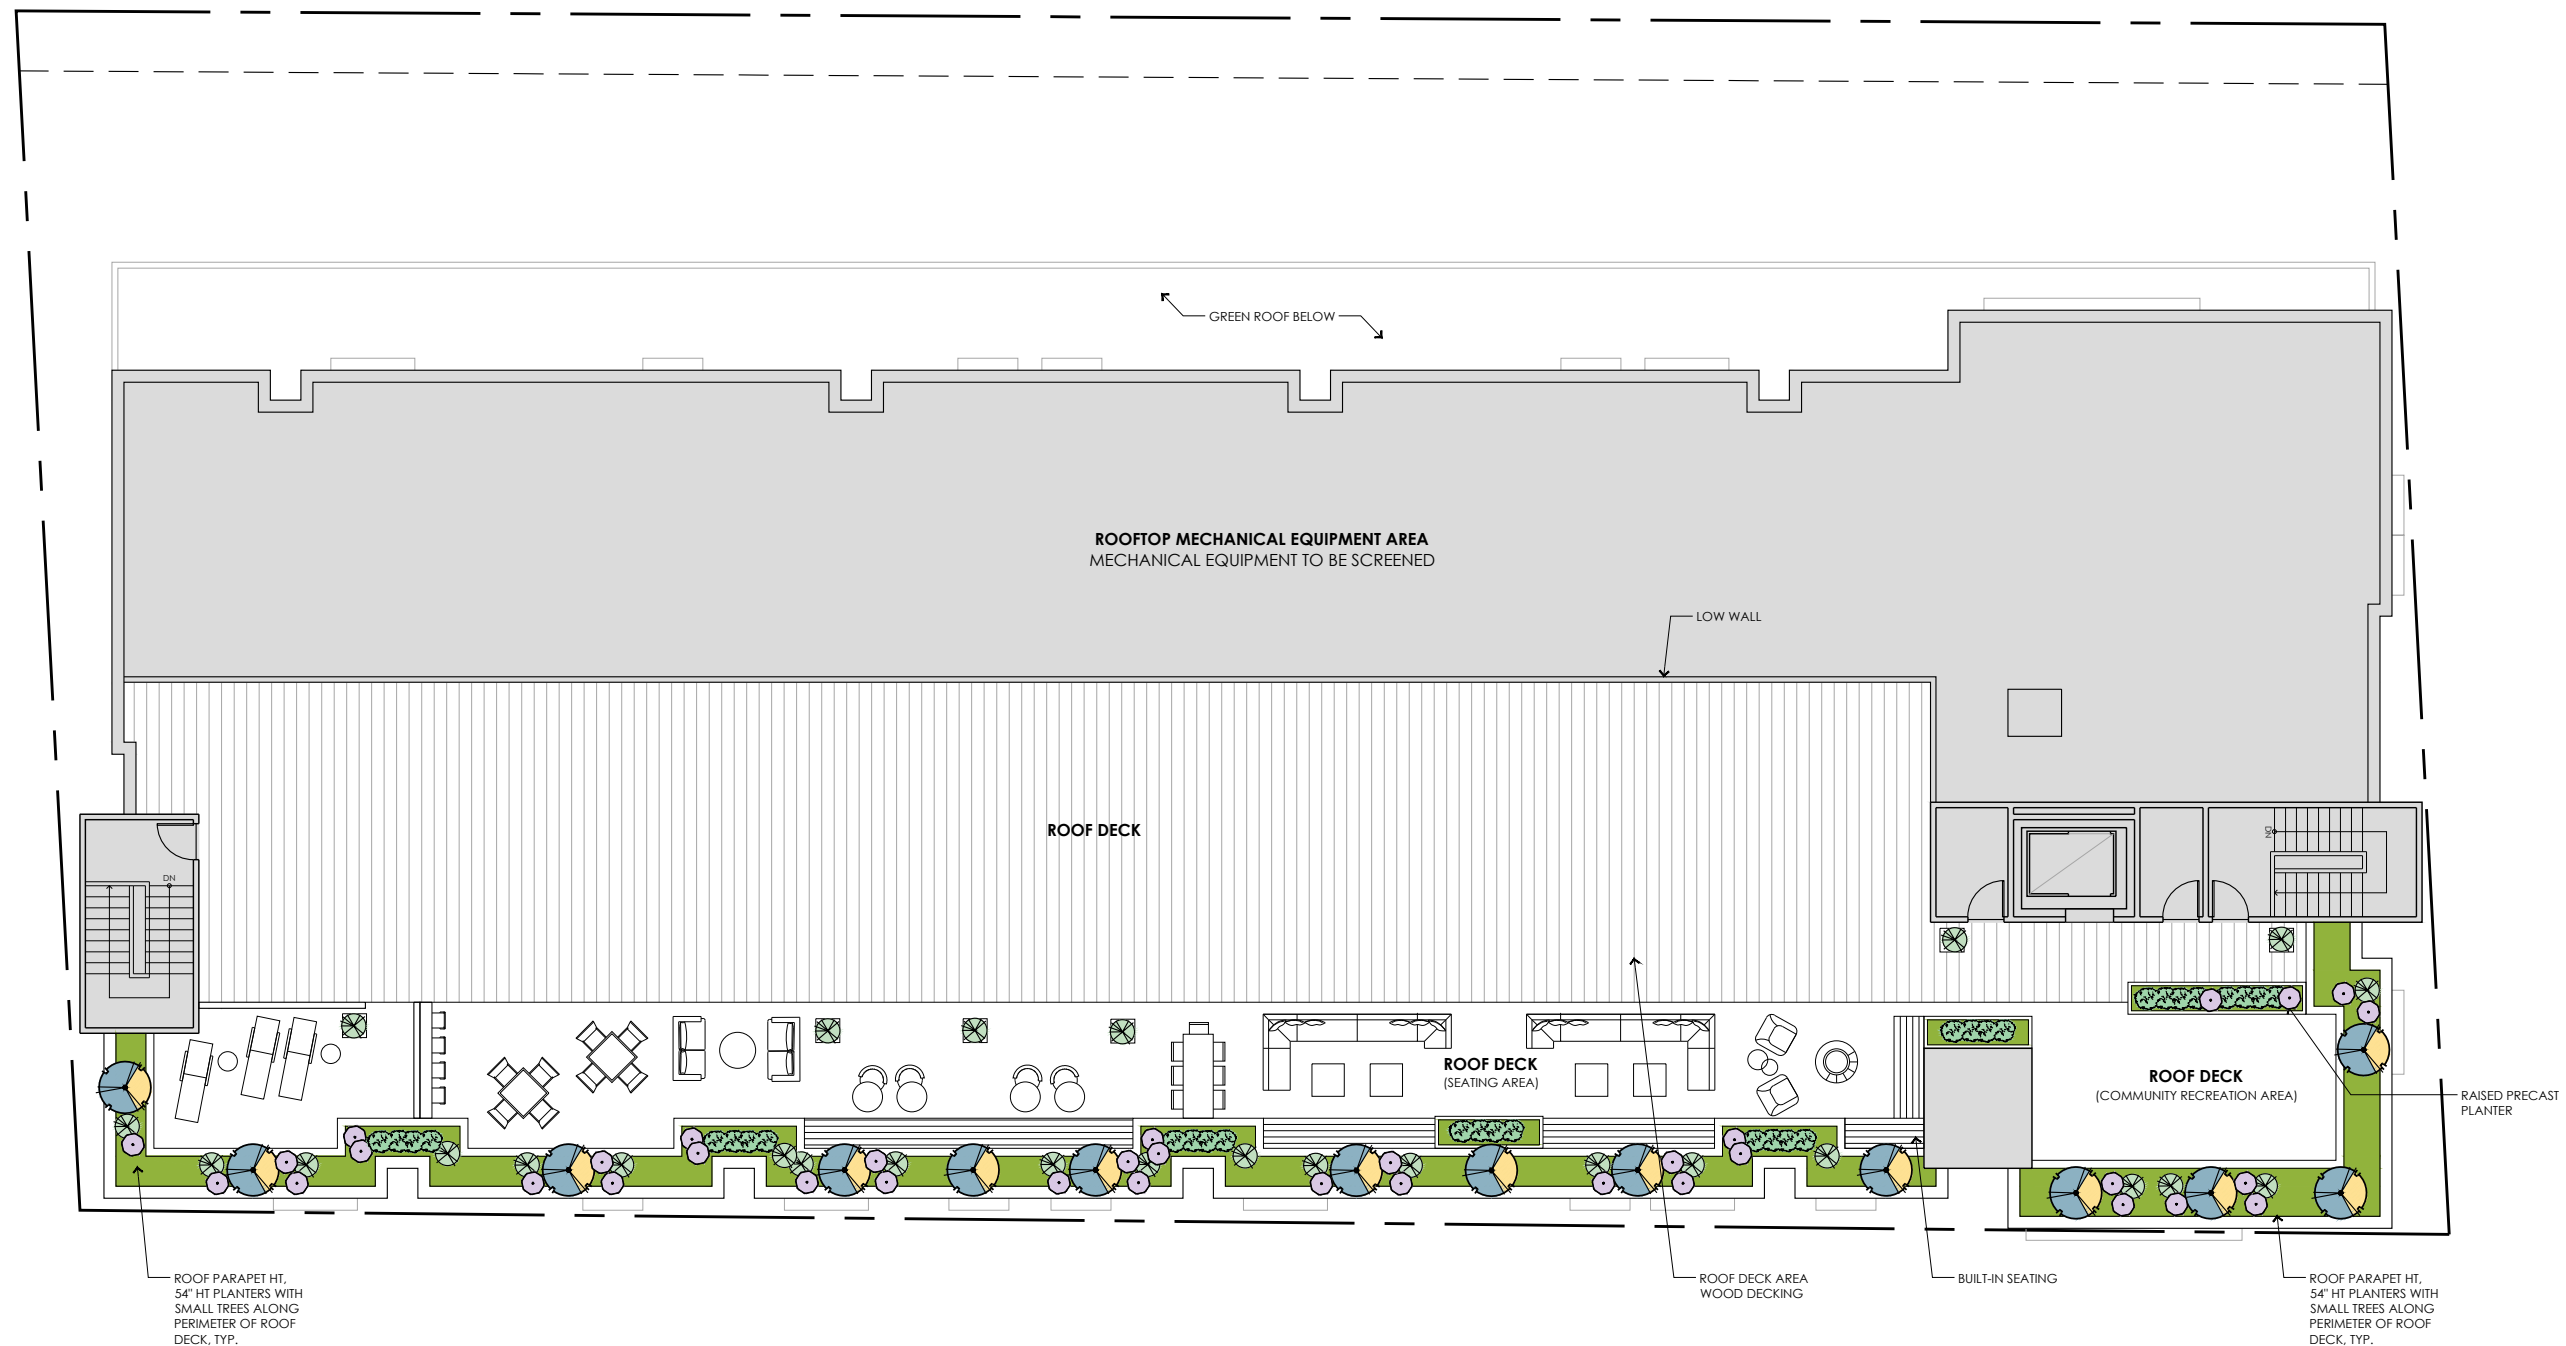 GREEN ROOF BELOW
ROOFTOP MECHANICAL EQUIPMENT AREA
MECHANICAL EQUIPMENT TO BE SCREENED
LOW WALL
ROOF DECK
DN
DN
ROOF DECK
(SEATING AREA)
ROOF DECK
(COMMUNITY RECREATION AREA)
RAISED PRECAST
PLANTER
ROOF PARAPET HT,
54" HT PLANTERS WITH
SMALL TREES ALONG
PERIMETER OF ROOF
DECK, TYP.
ROOF DECK AREA
WOOD DECKING
BUILT-IN SEATING
ROOF PARAPET HT,
54" HT PLANTERS WITH
SMALL TREES ALONG
PERIMETER OF ROOF
DECK, TYP.